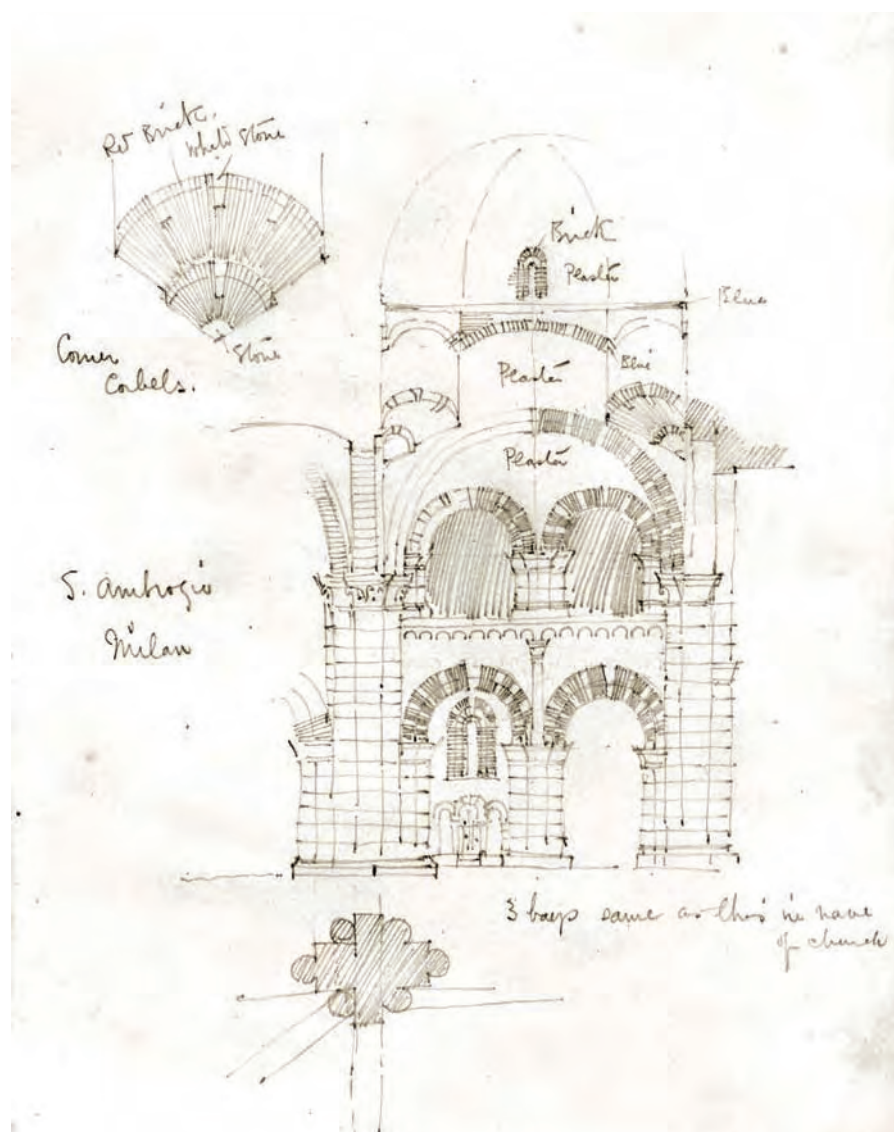 Red Brick.
White Stone
Stone
Corner
Corbels.
Brick
Plaster
Blue
Plaster
Blue
Plaster
S. Ambrogio
Milan
3 bays same as this in nave
of church